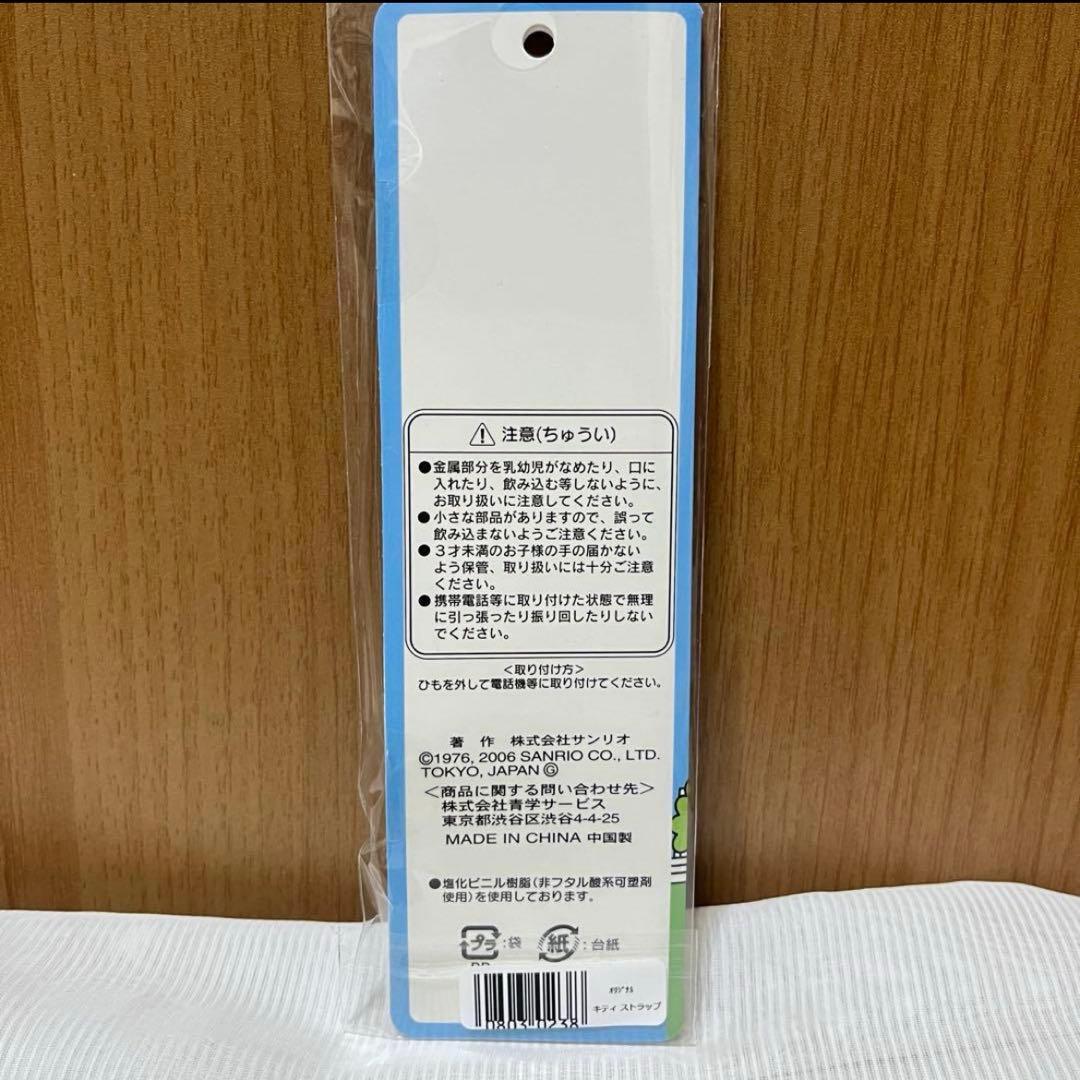 ⚠ 注意(ちゅうい)
●金属部分を乳幼児がなめたり、口に
入れたり、飲み込む等しないように、
お取り扱いに注意してください。
●小さな部品がありますので、誤って
飲み込まないようご注意ください。
●３才未満のお子様の手の届かない
よう保管、取り扱いには十分ご注意
ください。
●携帯電話等に取り付けた状態で無理
に引っ張ったり振り回したりしない
でください。
＜取り付け方＞
ひもを外して電話機等に取り付けてください。
著 作 株式会社サンリオ
©1976, 2006 SANRIO CO., LTD.
TOKYO, JAPAN Ⓖ
＜商品に関する問い合わせ先＞
株式会社青学サービス
東京都渋谷区渋谷4-4-25
MADE IN CHINA 中国製
●塩化ビニル樹脂(非フタル酸系可塑剤
使用)を使用しております。
プラ:袋 紙:台紙
ｵﾘｼﾞﾅﾙ
キティ ストラップ
0803 0238